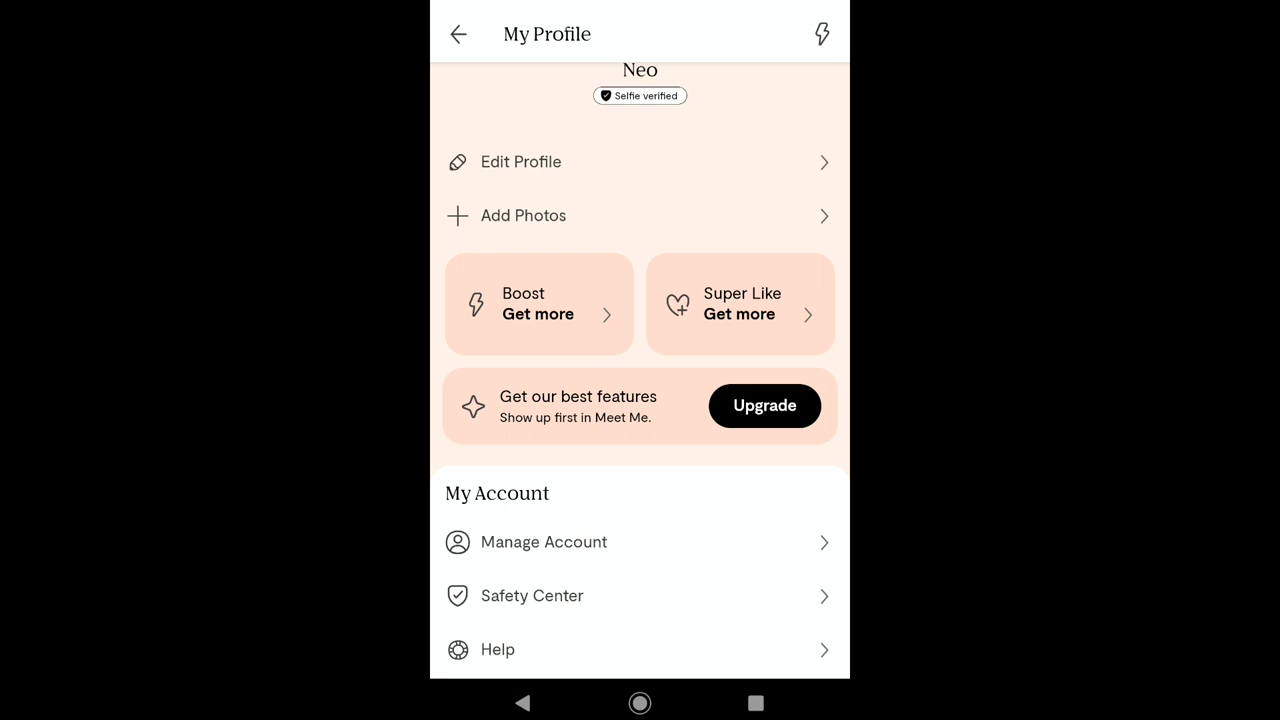 My Profile
Neo
Selfie verified
Edit Profile
Add Photos
Boost
Get more
Super Like
Get more
Get our best features
Show up first in Meet Me.
Upgrade
My Account
Manage Account
Safety Center
Help